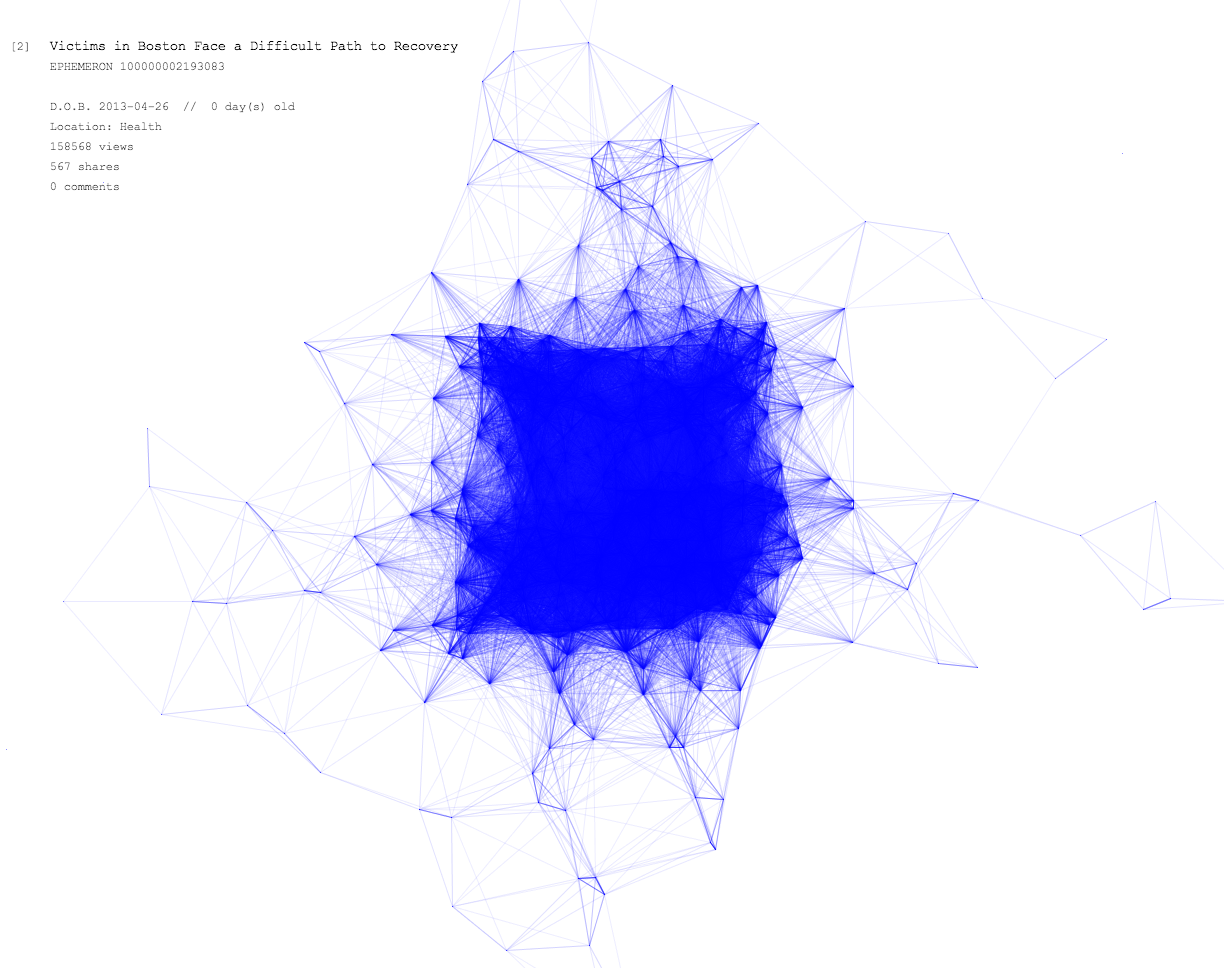 [2] Victims in Boston Face a Difficult Path to Recovery
EPHEMERON 100000002193083
D.O.B. 2013-04-26 // 0 day(s) old
Location: Health
158568 views
567 shares
0 comments